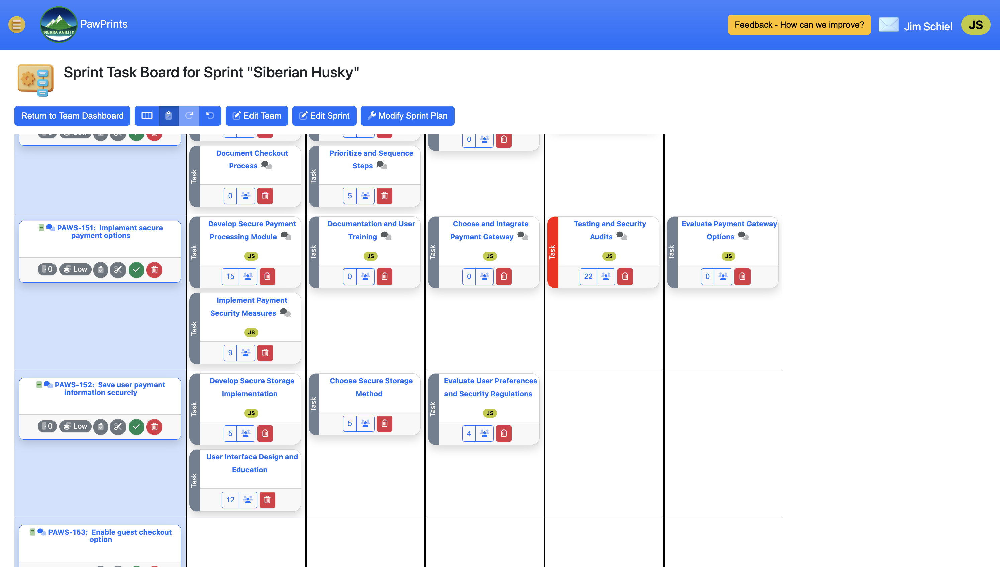 SIERRA AGILITY
PawPrints
Feedback - How can we improve?
Jim Schiel
JS
Sprint Task Board for Sprint "Siberian Husky"
Return to Team Dashboard
Edit Team
Edit Sprint
Modify Sprint Plan
0
Task
Document Checkout
Process
0
Task
Prioritize and Sequence
Steps
5
PAWS-151: Implement secure
payment options
0
Low
Task
Develop Secure Payment
Processing Module
JS
15
Task
Documentation and User
Training
JS
0
Task
Choose and Integrate
Payment Gateway
JS
0
Task
Testing and Security
Audits
JS
22
Task
Evaluate Payment Gateway
Options
JS
0
Task
Implement Payment
Security Measures
JS
9
PAWS-152: Save user payment
information securely
0
Low
Task
Develop Secure Storage
Implementation
JS
5
Task
Choose Secure Storage
Method
5
Task
Evaluate User Preferences
and Security Regulations
JS
4
Task
User Interface Design and
Education
12
PAWS-153: Enable guest checkout
option